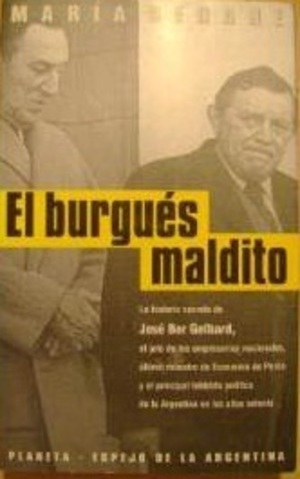 MARIA SEOANE
El burgués
maldito
La historia secreta de
José Ber Gelbard,
el jefe de los empresarios nacionales,
último ministro de Economía de Perón
y el principal lobbista político
de la Argentina en los años setenta
PLANETA - ESPEJO DE LA ARGENTINA